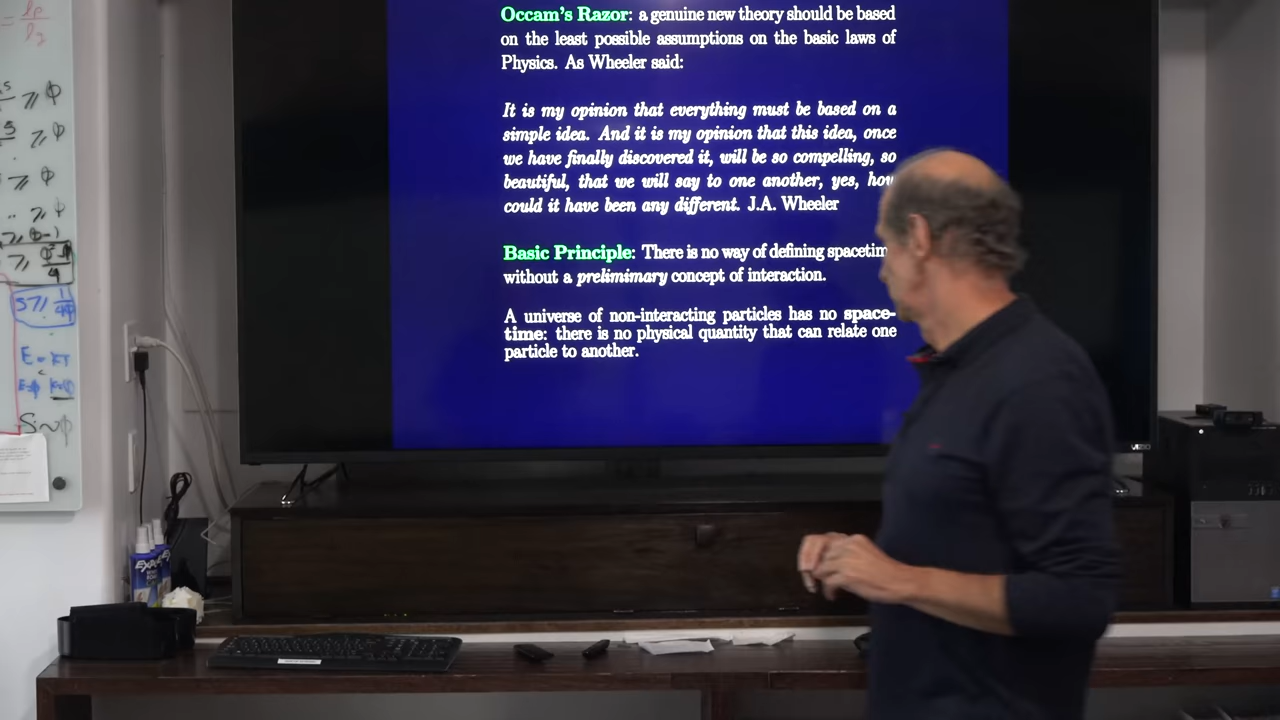 Occam's Razor: a genuine new theory should be based
on the least possible assumptions on the basic laws of
Physics. As Wheeler said:
It is my opinion that everything must be based on a
simple idea. And it is my opinion that this idea, once
we have finally discovered it, will be so compelling, so
beautiful, that we will say to one another, yes, how
could it have been any different. J.A. Wheeler
Basic Principle: There is no way of defining spacetim
without a prelimimary concept of interaction.
A universe of non-interacting particles has no space-
time: there is no physical quantity that can relate one
particle to another.
VIZIO
EXPO